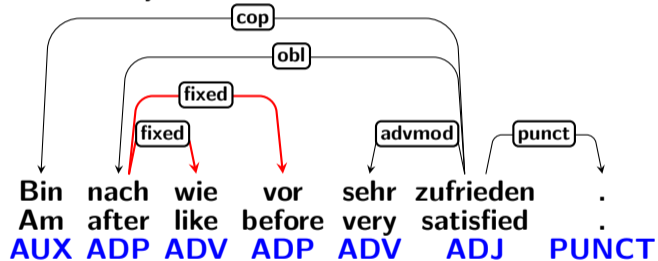 cop
obl
fixed
fixed advmod punct
Bin nach wie vor sehr zufrieden .
Am after like before very satisfied .
AUX ADP ADV ADP ADV ADJ PUNCT